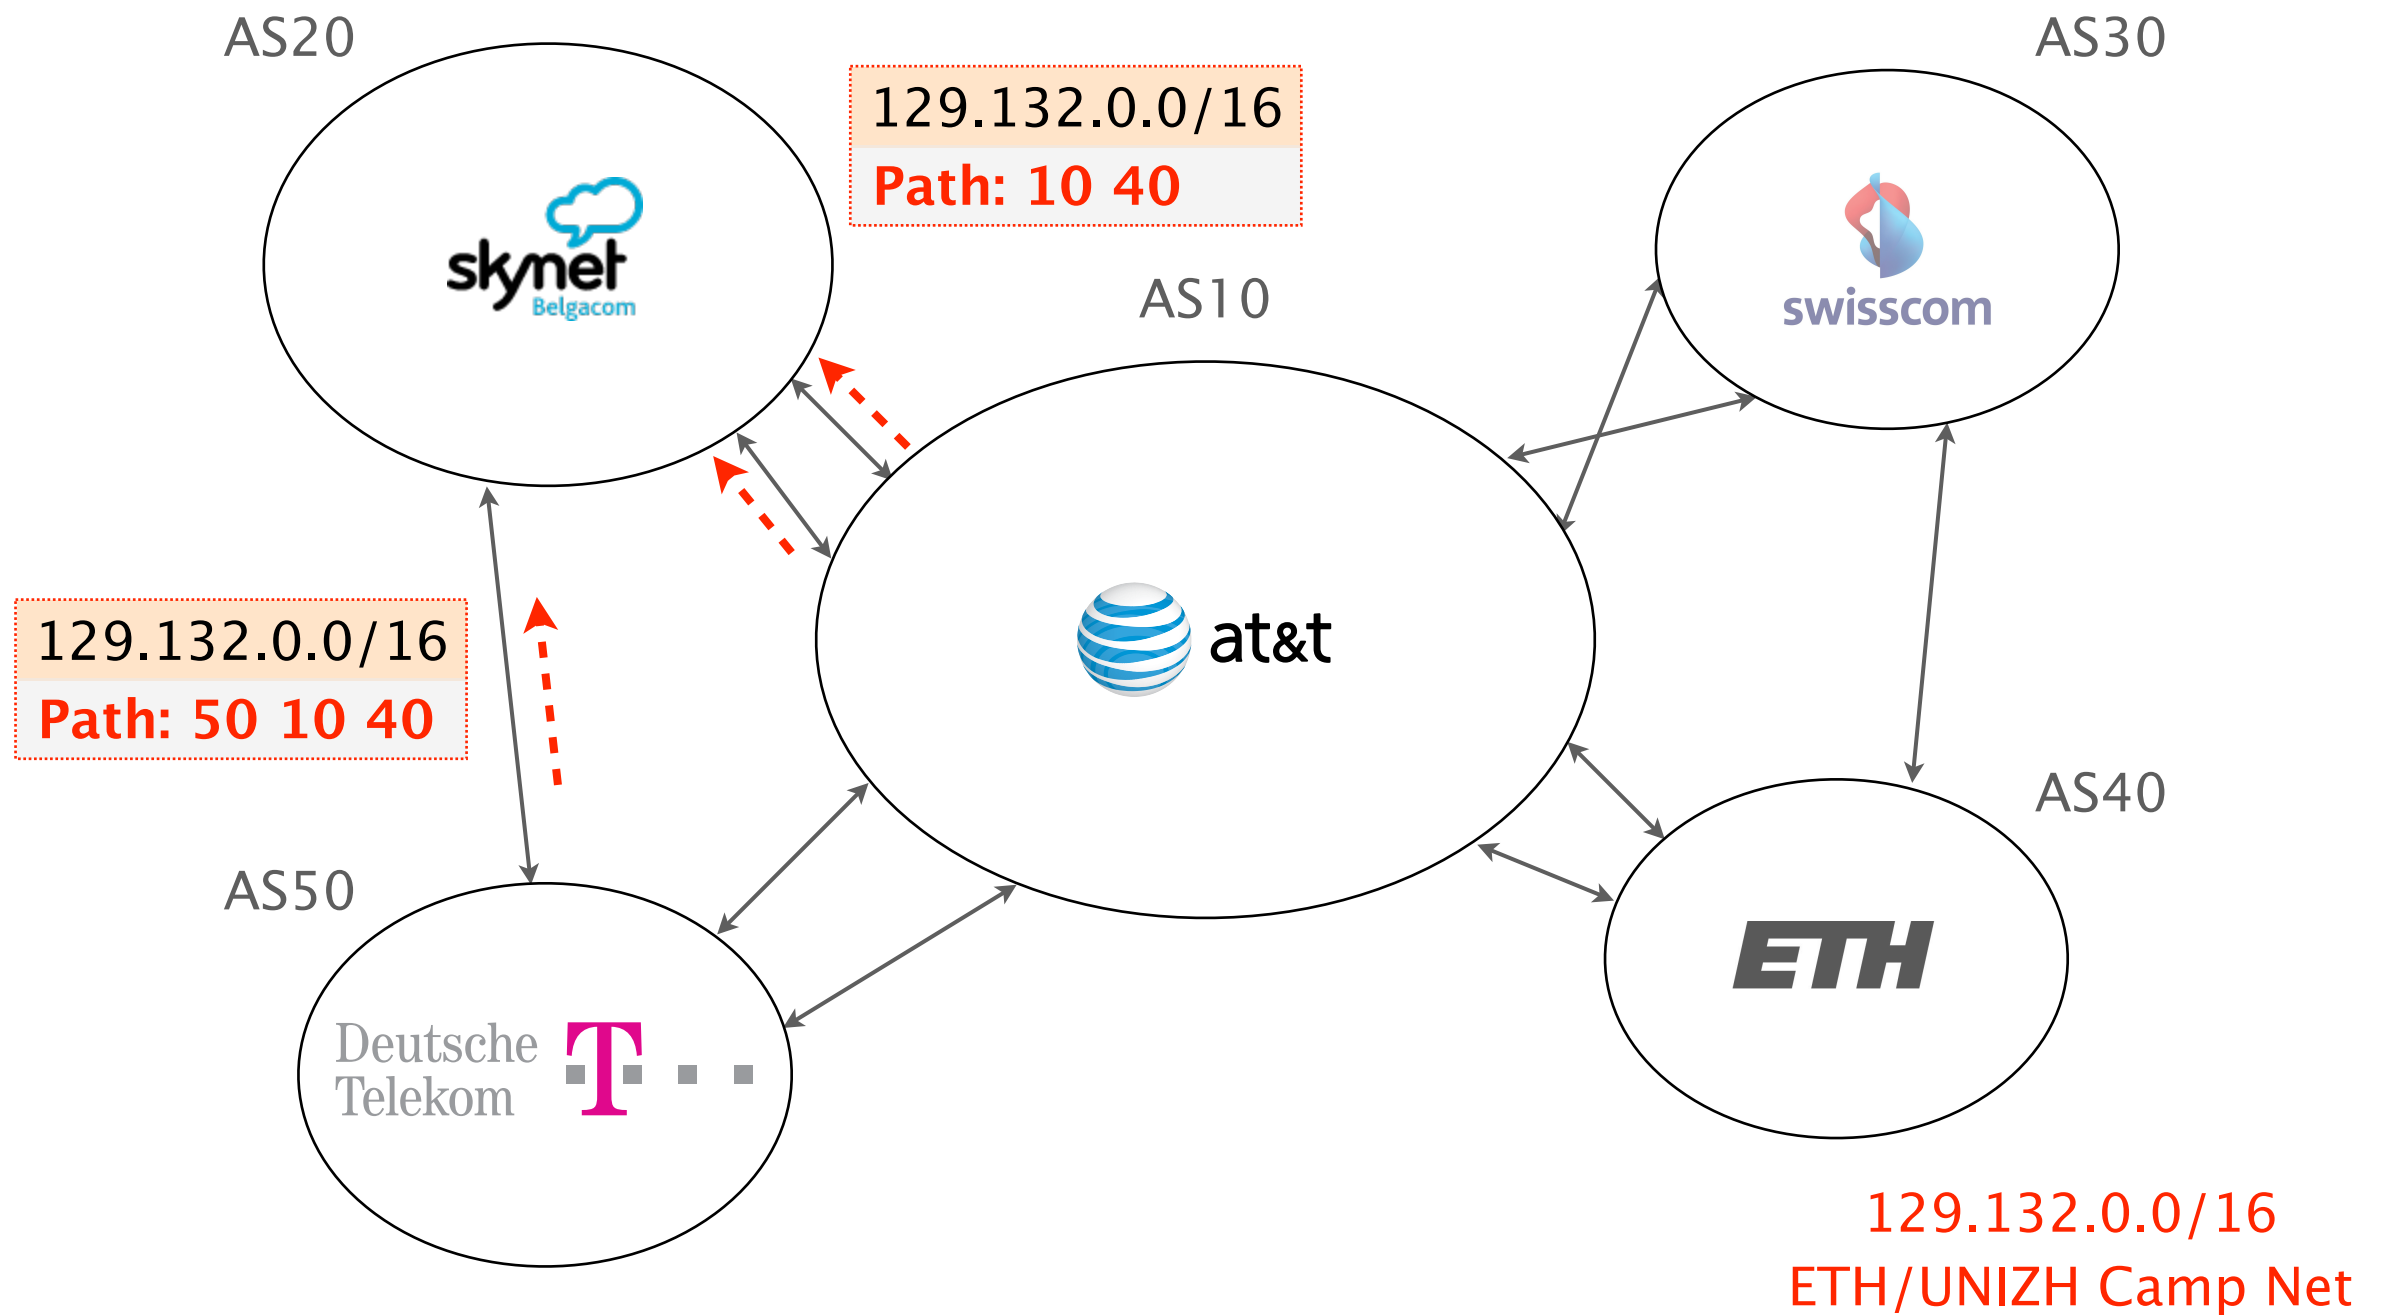 AS20
AS30
129.132.0.0/16
Path: 10 40
skynet
Belgacom
AS10
swisscom
at&t
129.132.0.0/16
Path: 50 10 40
AS40
AS50
ETH
Deutsche
Telekom
T
129.132.0.0/16
ETH/UNIZH Camp Net